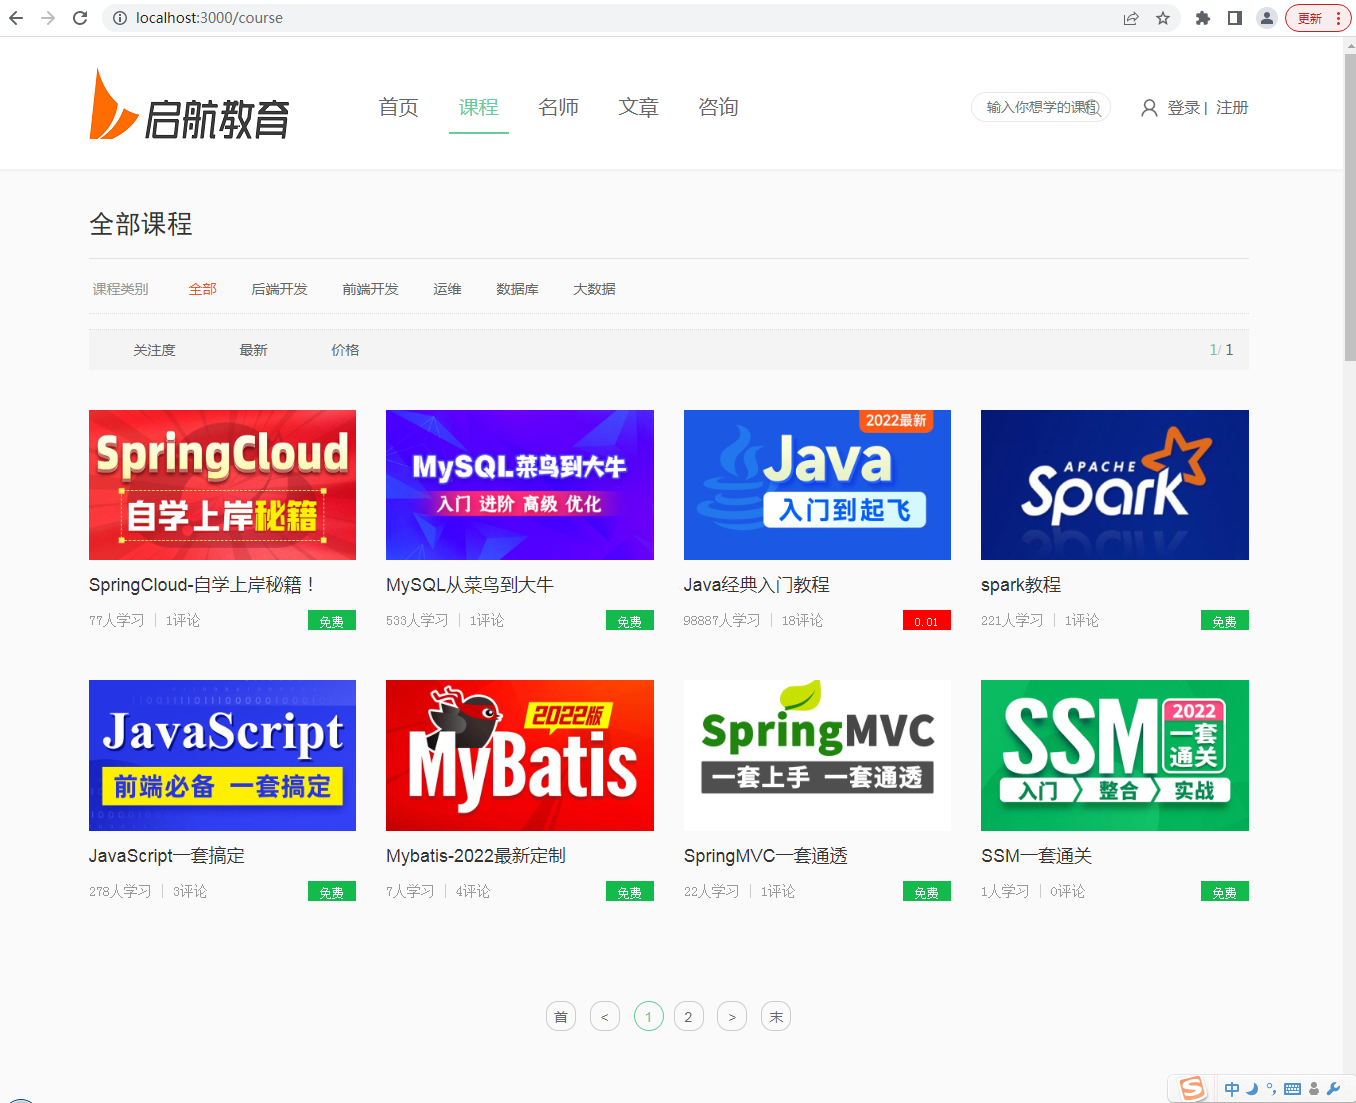 localhost:3000/course
更新
启航教育
首页 课程 名师 文章 咨询
输入你想学的课程
登录 | 注册
全部课程
课程类别 全部 后端开发 前端开发 运维 数据库 大数据
关注度 最新 价格 1/ 1
SpringCloud
自学上岸秘籍
MySQL菜鸟到大牛
入门 进阶 高级 优化
2022最新
Java
入门到起飞
APACHE
Spark
SpringCloud-自学上岸秘籍！
77人学习 | 1评论 免费
MySQL从菜鸟到大牛
533人学习 | 1评论 免费
Java经典入门教程
98887人学习 | 18评论 0.01
spark教程
221人学习 | 1评论 免费
JavaScript
前端必备 一套搞定
2022版
MyBatis
SpringMVC
一套上手 一套通透
SSM
2022
一套
通关
入门 整合 实战
JavaScript一套搞定
278人学习 | 3评论 免费
Mybatis-2022最新定制
7人学习 | 4评论 免费
SpringMVC一套通透
22人学习 | 1评论 免费
SSM一套通关
1人学习 | 0评论 免费
首 < 1 2 > 末
中